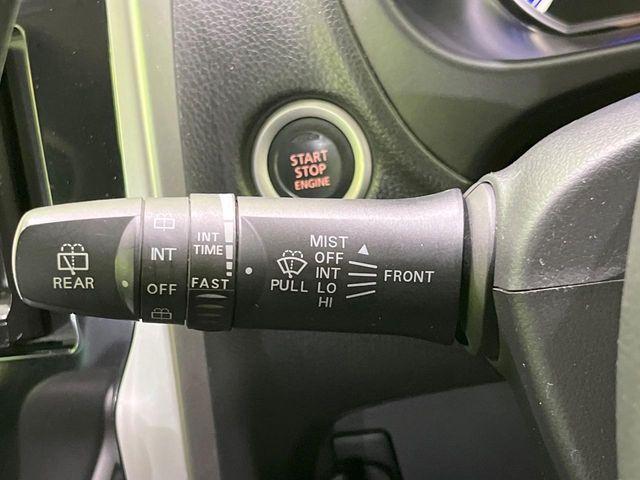 START
STOP
ENGINE
REAR
INT
OFF
INT
TIME
FAST
PULL
MIST
OFF
INT
LO
HI
FRONT